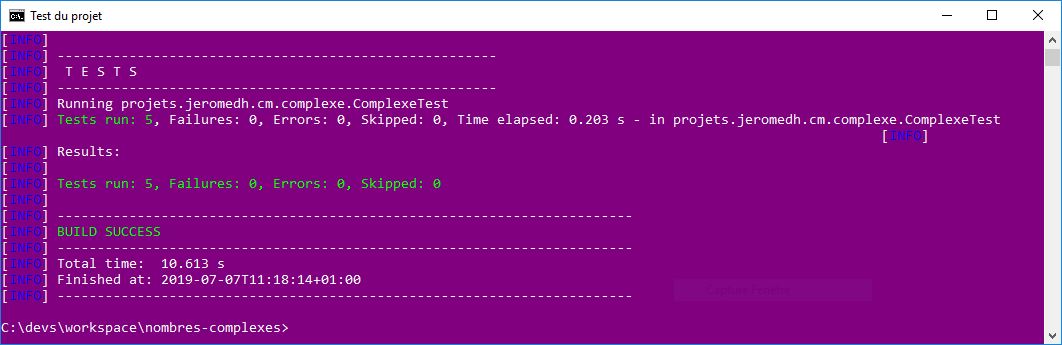 Test du projet
[INFO]
[INFO] -------------------------------------------------------
[INFO]  T E S T S
[INFO] -------------------------------------------------------
[INFO] Running projets.jeromedh.cm.complexe.ComplexeTest
[INFO] Tests run: 5, Failures: 0, Errors: 0, Skipped: 0, Time elapsed: 0.203 s - in projets.jeromedh.cm.complexe.ComplexeTest
[INFO]
[INFO] Results:
[INFO]
[INFO] Tests run: 5, Failures: 0, Errors: 0, Skipped: 0
[INFO]
[INFO] ------------------------------------------------------------------------
[INFO] BUILD SUCCESS
[INFO] ------------------------------------------------------------------------
[INFO] Total time:  10.613 s
[INFO] Finished at: 2019-07-07T11:18:14+01:00
Capture Fenêtre
[INFO] ------------------------------------------------------------------------
C:\devs\workspace\nombres-complexes>